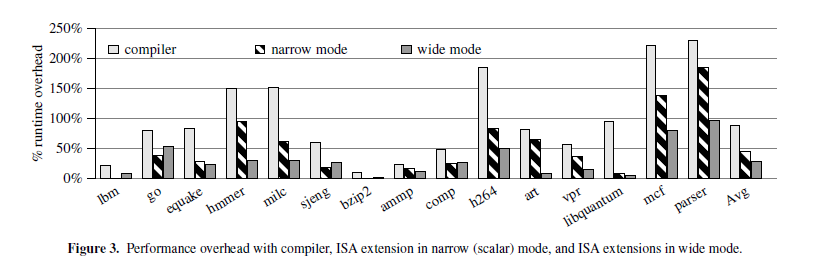 % runtime overhead
250%
200%
150%
100%
50%
0%
compiler narrow mode wide mode
lbm go equake hmmer milc sjeng bzip2 ammp comp h264 art vpr libquantum mcf parser Avg
Figure 3. Performance overhead with compiler, ISA extension in narrow (scalar) mode, and ISA extensions in wide mode.